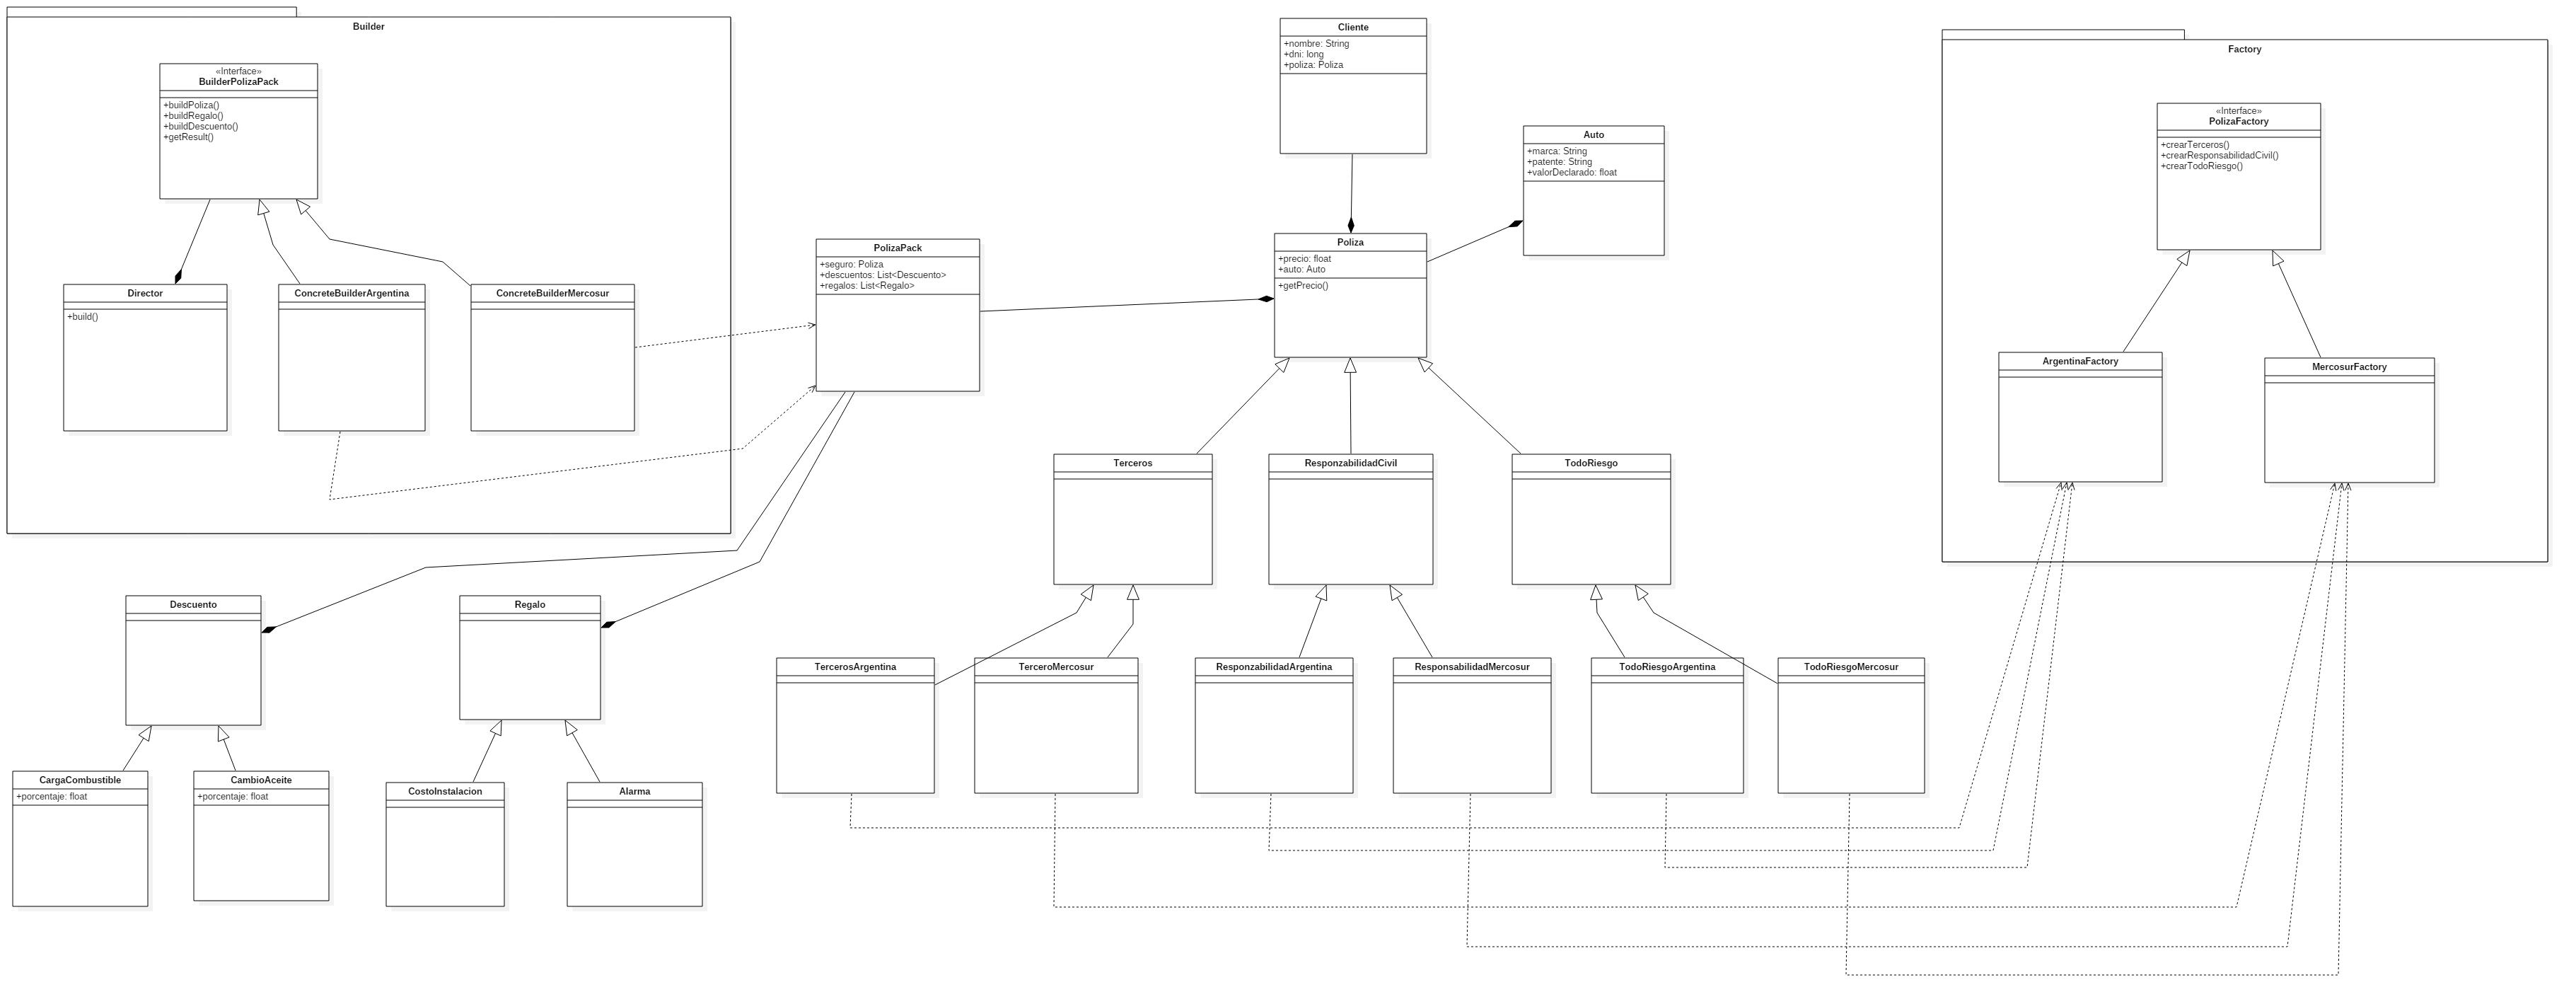 Builder
«Interface»
BuilderPolizaPack
+buildPoliza()
+buildRegalo()
+buildDescuento()
+getResult()
Director
+build()
ConcreteBuilderArgentina
ConcreteBuilderMercosur
PolizaPack
+seguro: Poliza
+descuentos: List<Descuento>
+regalos: List<Regalo>
Cliente
+nombre: String
+dni: long
+poliza: Poliza
Auto
+marca: String
+patente: String
+valorDeclarado: float
Poliza
+precio: float
+auto: Auto
+getPrecio()
Factory
«Interface»
PolizaFactory
+crearTerceros()
+crearResponsabilidadCivil()
+crearTodoRiesgo()
ArgentinaFactory
MercosurFactory
Terceros
ResponzabilidadCivil
TodoRiesgo
Descuento
Regalo
TercerosArgentina
TerceroMercosur
ResponzabilidadArgentina
ResponsabilidadMercosur
TodoRiesgoArgentina
TodoRiesgoMercosur
CargaCombustible
+porcentaje: float
CambioAceite
+porcentaje: float
CostoInstalacion
Alarma